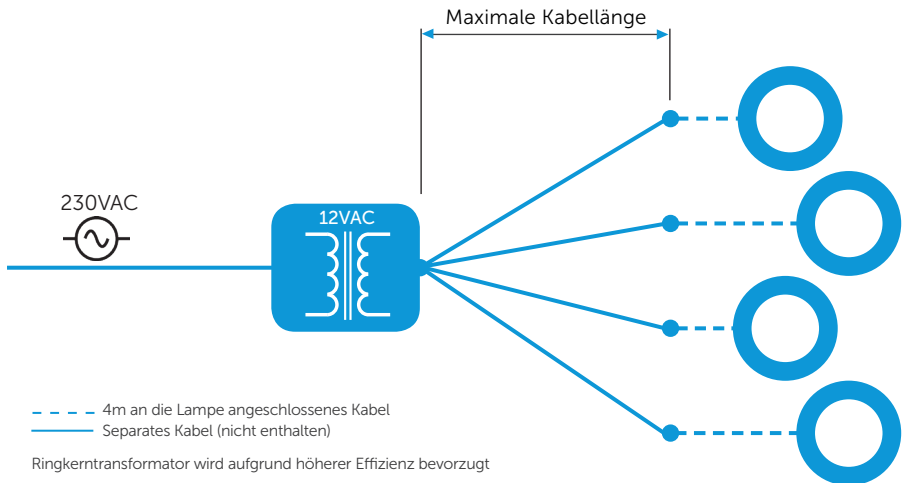 Maximale Kabellänge
230VAC
12VAC
4m an die Lampe angeschlossenes Kabel
Separates Kabel (nicht enthalten)
Ringkerntransformator wird aufgrund höherer Effizienz bevorzugt